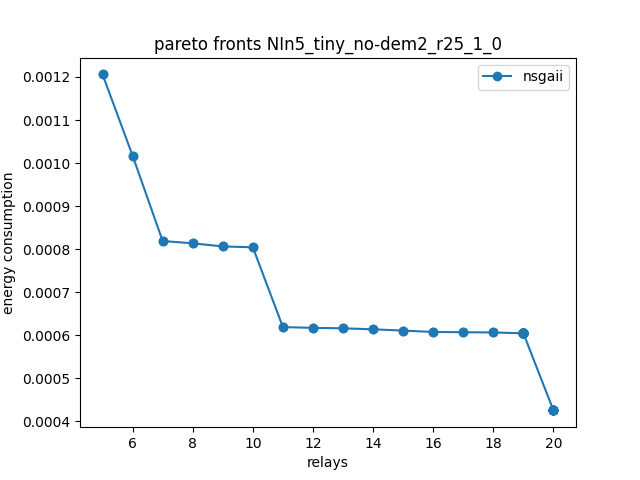 pareto fronts NIn5_tiny_no-dem2_r25_1_0
nsgaii
0.0012
0.0011
0.0010
0.0009
0.0008
0.0007
0.0006
0.0005
0.0004
energy consumption
6 8 10 12 14 16 18 20
relays